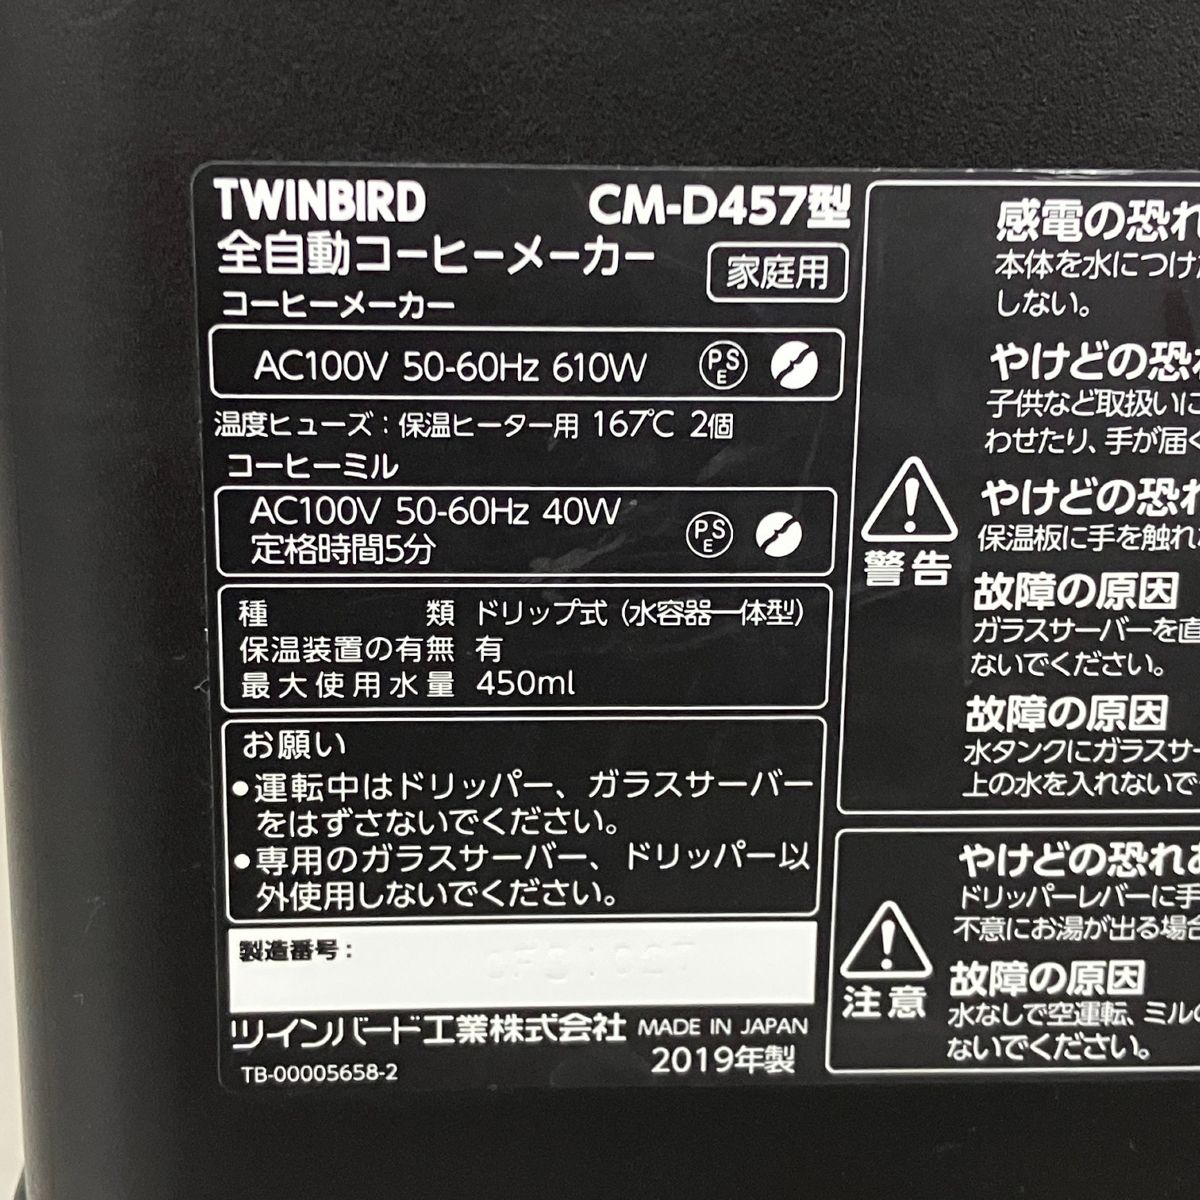 TWINBIRD CM-D457型
全自動コーヒーメーカー 家庭用
コーヒーメーカー
AC100V 50-60Hz 610W PSE
温度ヒューズ：保温ヒーター用 167℃ 2個
コーヒーミル
AC100V 50-60Hz 40W PSE
定格時間5分
種類 ドリップ式（水容器一体型）
保温装置の有無 有
最大使用水量 450ml
お願い
●運転中はドリッパー、ガラスサーバー
をはずさないでください。
●専用のガラスサーバー、ドリッパー以
外使用しないでください。
製造番号：
ツインバード工業株式会社 MADE IN JAPAN
2019年製
TB-00005658-2
警告
感電の恐れ
本体を水につけ
しない。
やけどの恐れ
子供など取扱いに
わせたり、手が届く
やけどの恐れ
保温板に手を触れ
故障の原因
ガラスサーバーを直
ないでください。
故障の原因
水タンクにガラスサー
上の水を入れないで
注意
やけどの恐れあ
ドリッパーレバーに手
不意にお湯が出る場合
故障の原因
水なしで空運転、ミルの
ないでください。